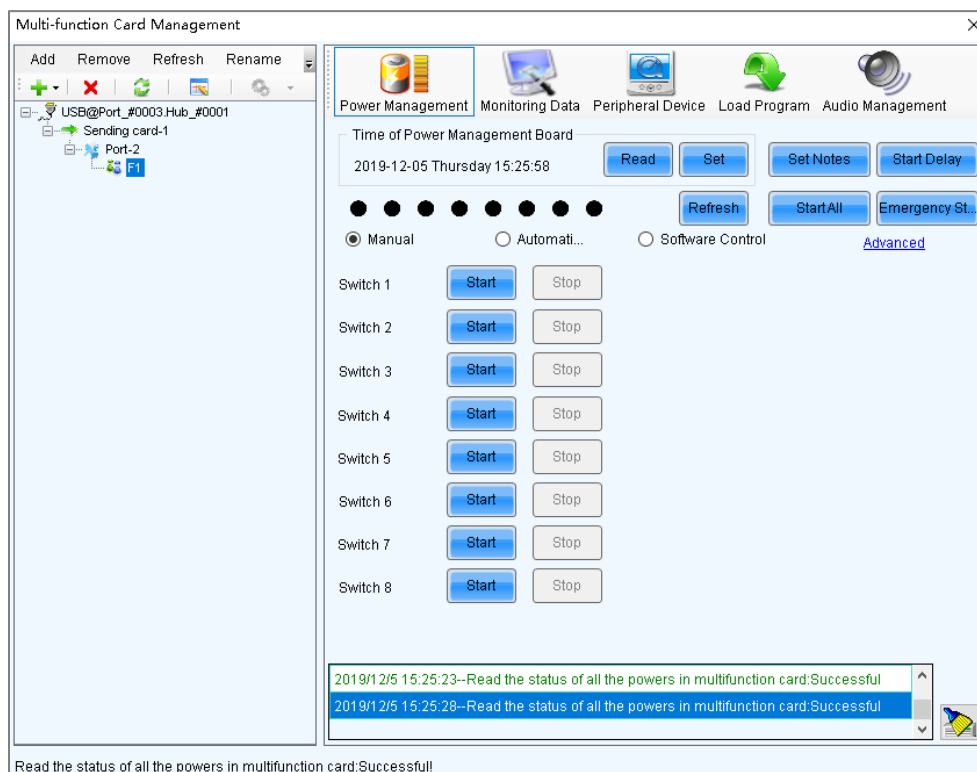 Multi-function Card Management
Add Remove Refresh Rename
USB@Port_#0003.Hub_#0001
Sending card-1
Port-2
F1
Power Management Monitoring Data Peripheral Device Load Program Audio Management
Time of Power Management Board
2019-12-05 Thursday 15:25:58 Read Set Set Notes Start Delay
Refresh Start All Emergency St...
Manual Automati... Software Control Advanced
Switch 1 Start Stop
Switch 2 Start Stop
Switch 3 Start Stop
Switch 4 Start Stop
Switch 5 Start Stop
Switch 6 Start Stop
Switch 7 Start Stop
Switch 8 Start Stop
2019/12/5 15:25:23--Read the status of all the powers in multifunction card:Successful
2019/12/5 15:25:28--Read the status of all the powers in multifunction card:Successful
Read the status of all the powers in multifunction card:Successful!